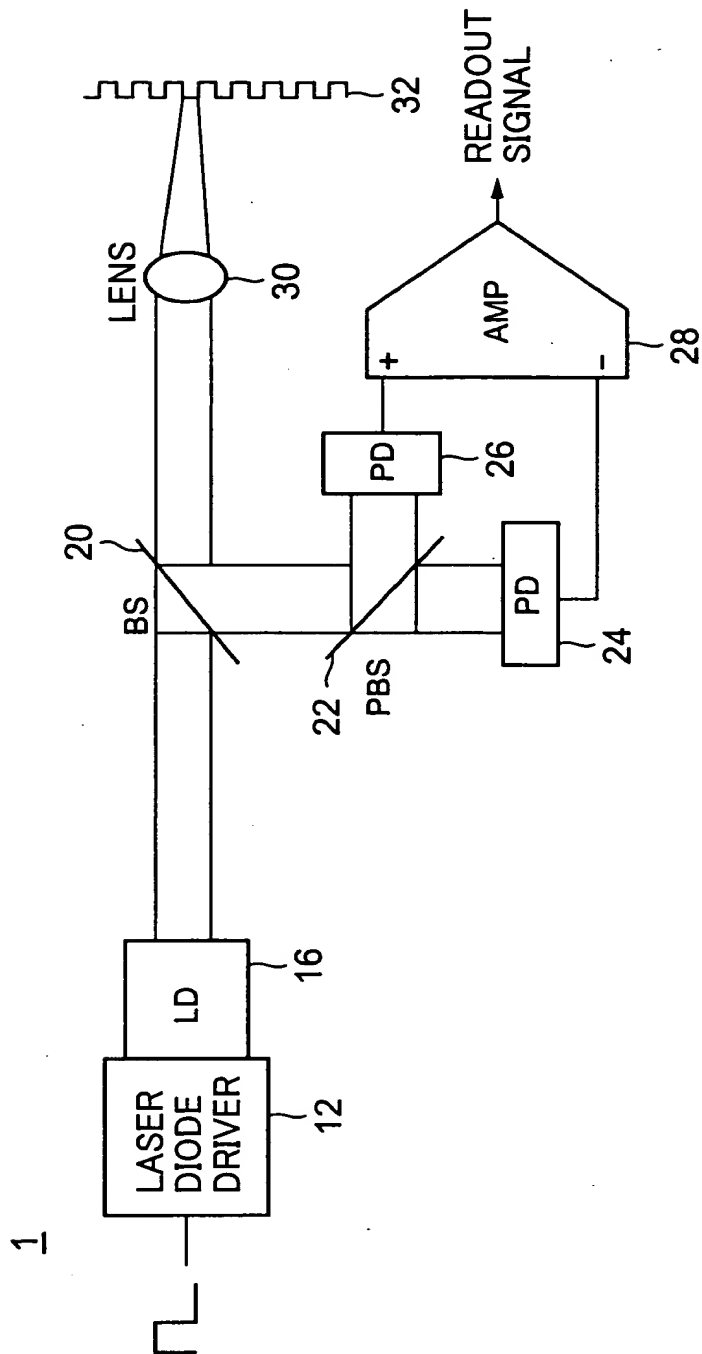 1
LASER
DIODE
DRIVER
12
LD
16
BS
20
LENS
30
32
22
PBS
PD
26
PD
24
+
AMP
-
28
READOUT
SIGNAL